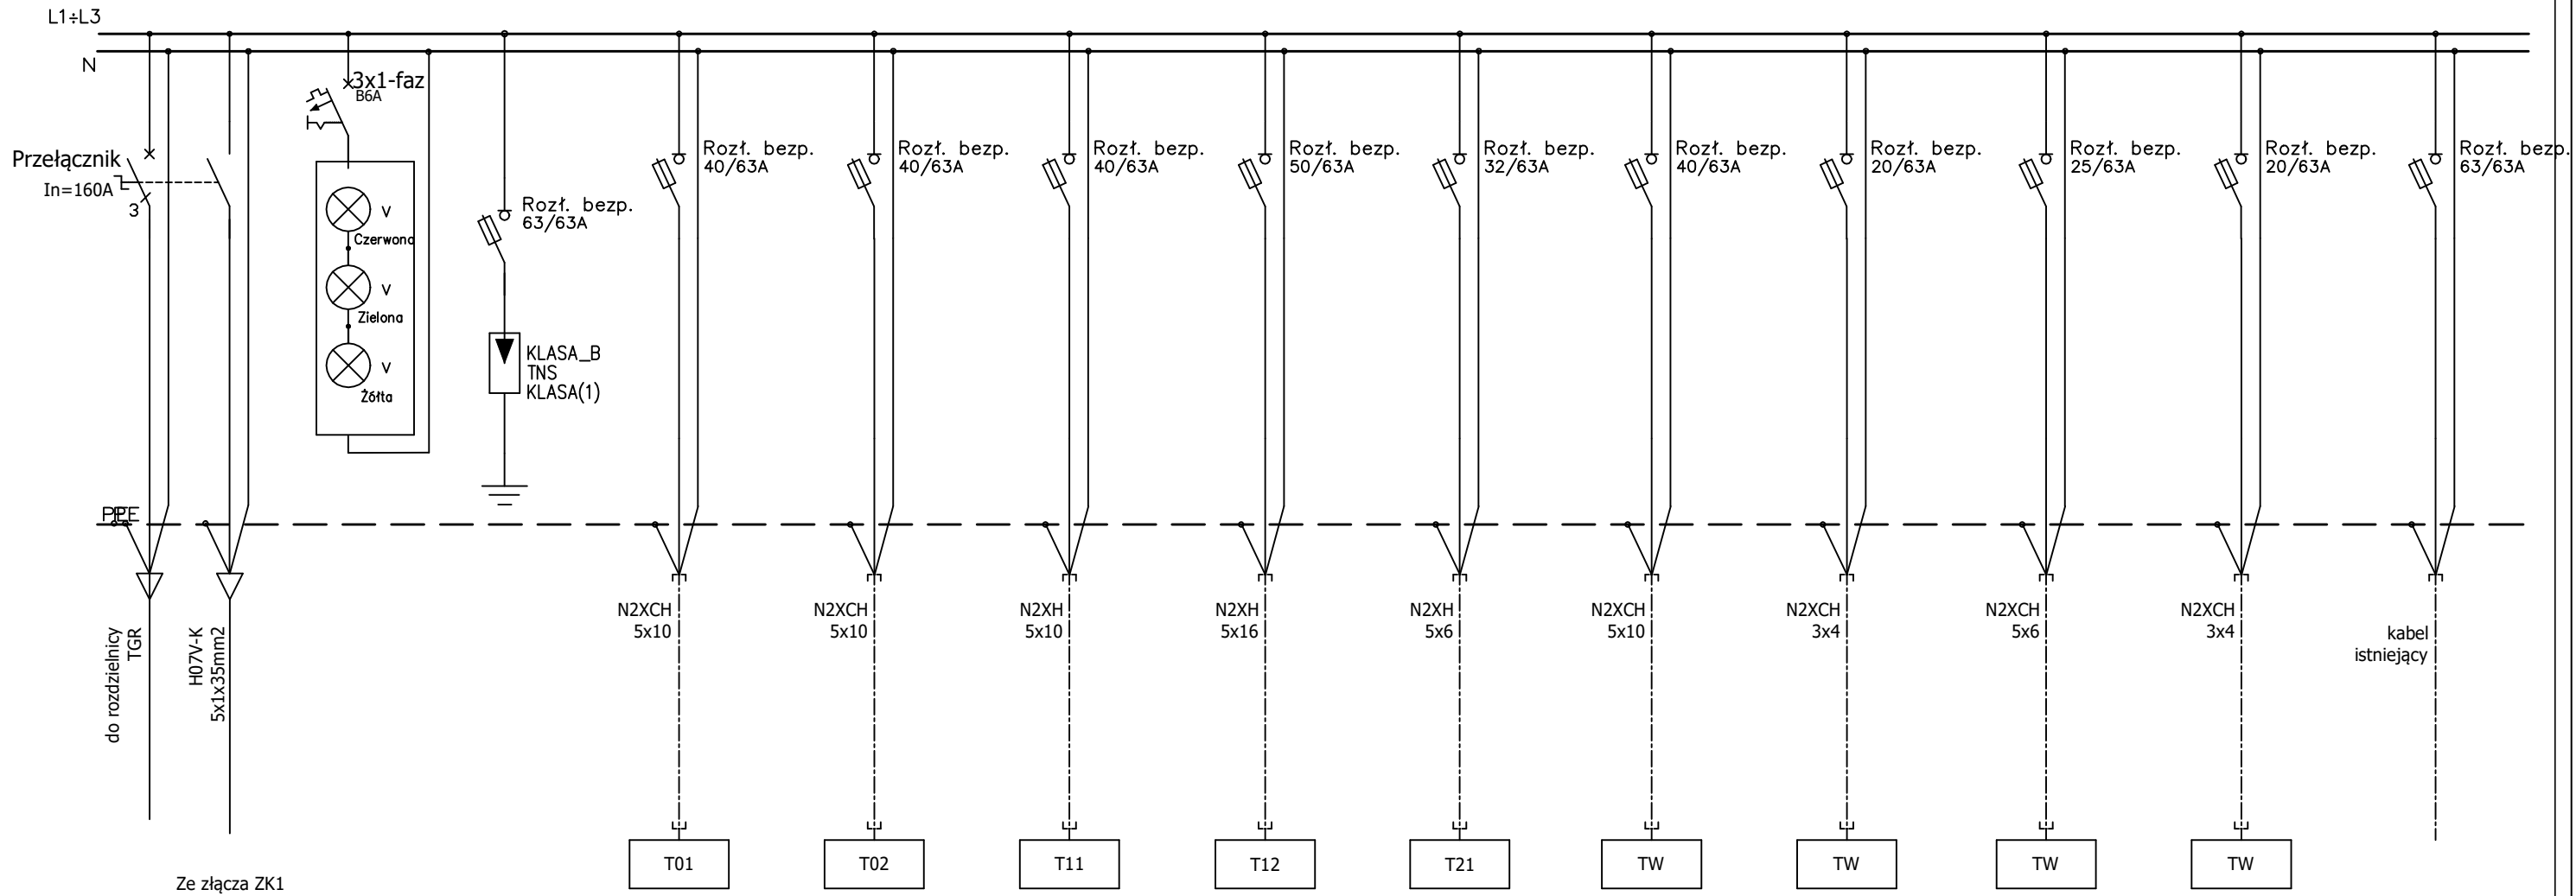 L1÷L3
N
3x1-faz
B6A
Przełącznik
In=160A
3
V
Czerwona
V
Zielona
V
Żółta
Rozł. bezp.
63/63A
KLASA_B
TNS
KLASA(1)
Rozł. bezp.
40/63A
Rozł. bezp.
40/63A
Rozł. bezp.
40/63A
Rozł. bezp.
50/63A
Rozł. bezp.
32/63A
Rozł. bezp.
40/63A
Rozł. bezp.
20/63A
Rozł. bezp.
25/63A
Rozł. bezp.
20/63A
Rozł. bezp.
63/63A
PE
do rozdzielnicy
TGR
H07V-K
5x1x35mm2
N2XCH
5x10
N2XCH
5x10
N2XH
5x10
N2XH
5x16
N2XH
5x6
N2XCH
5x10
N2XCH
3x4
N2XCH
5x6
N2XCH
3x4
kabel
istniejący
Ze złącza ZK1
T01
T02
T11
T12
T21
TW
TW
TW
TW